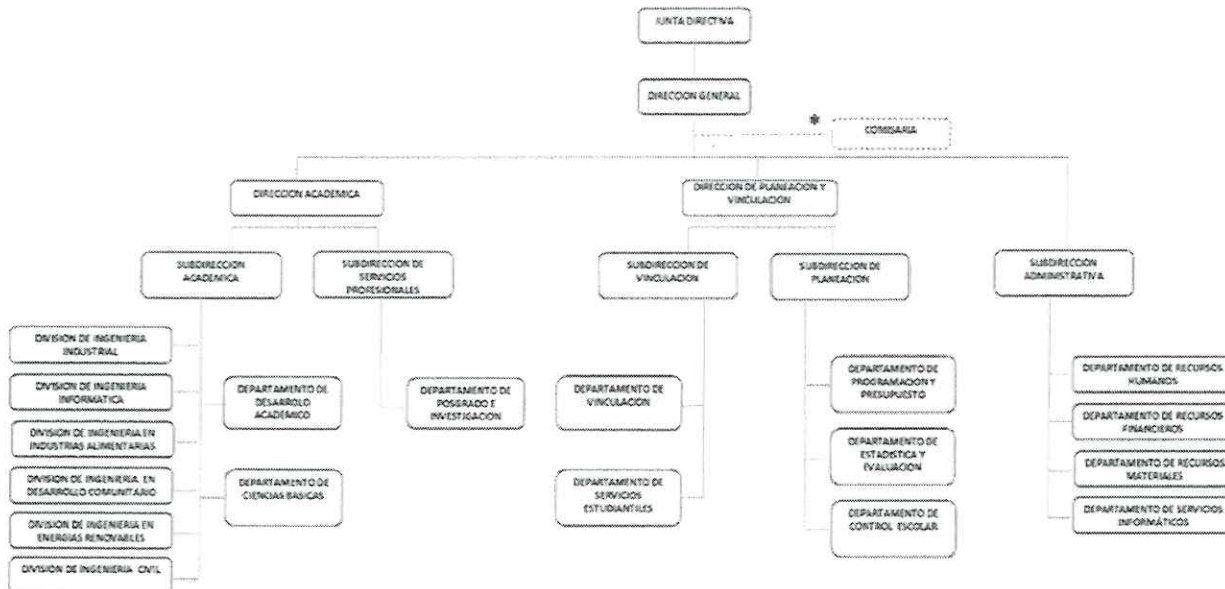 JUNTA DIRECTIVA
DIRECCION GENERAL
*
COMISARIA
DIRECCION ACADEMICA
DIRECCION DE PLANEACION Y
VINCULACION
SUBDIRECCION
ACADEMICA
SUBDIRECCION DE
SERVICIOS
PROFESIONALES
SUBDIRECCION DE
VINCULACION
SUBDIRECCION DE
PLANEACION
SUBDIRECCION
ADMINISTRATIVA
DIVISION DE INGENIERIA
INDUSTRIAL
DIVISION DE INGENIERIA
INFORMATICA
DIVISION DE INGENIERIA EN
INDUSTRIAS ALIMENTARIAS
DIVISION DE INGENIERIA EN
DESARROLLO COMUNITARIO
DIVISION DE INGENIERIA EN
ENERGIAS RENOVABLES
DIVISION DE INGENIERIA CIVIL
DEPARTAMENTO DE
DESARROLO
ACADEMICO
DEPARTAMENTO DE
CIENCIAS BASICAS
DEPARTAMENTO DE
POSGRADO E
INVESTIGACION
DEPARTAMENTO DE
VINCULACION
DEPARTAMENTO DE
SERVICIOS
ESTUDIANTILES
DEPARTAMENTO DE
PROGRAMACION Y
PRESUPUESTO
DEPARTAMENTO DE
ESTADISTICA Y
EVALUACION
DEPARTAMENTO DE
CONTROL ESCOLAR
DEPARTAMENTO DE RECURSOS
HUMANOS
DEPARTAMENTO DE RECURSOS
FINANCIEROS
DEPARTAMENTO DE RECURSOS
MATERIALES
DEPARTAMENTO DE SERVICIOS
INFORMÁTICOS